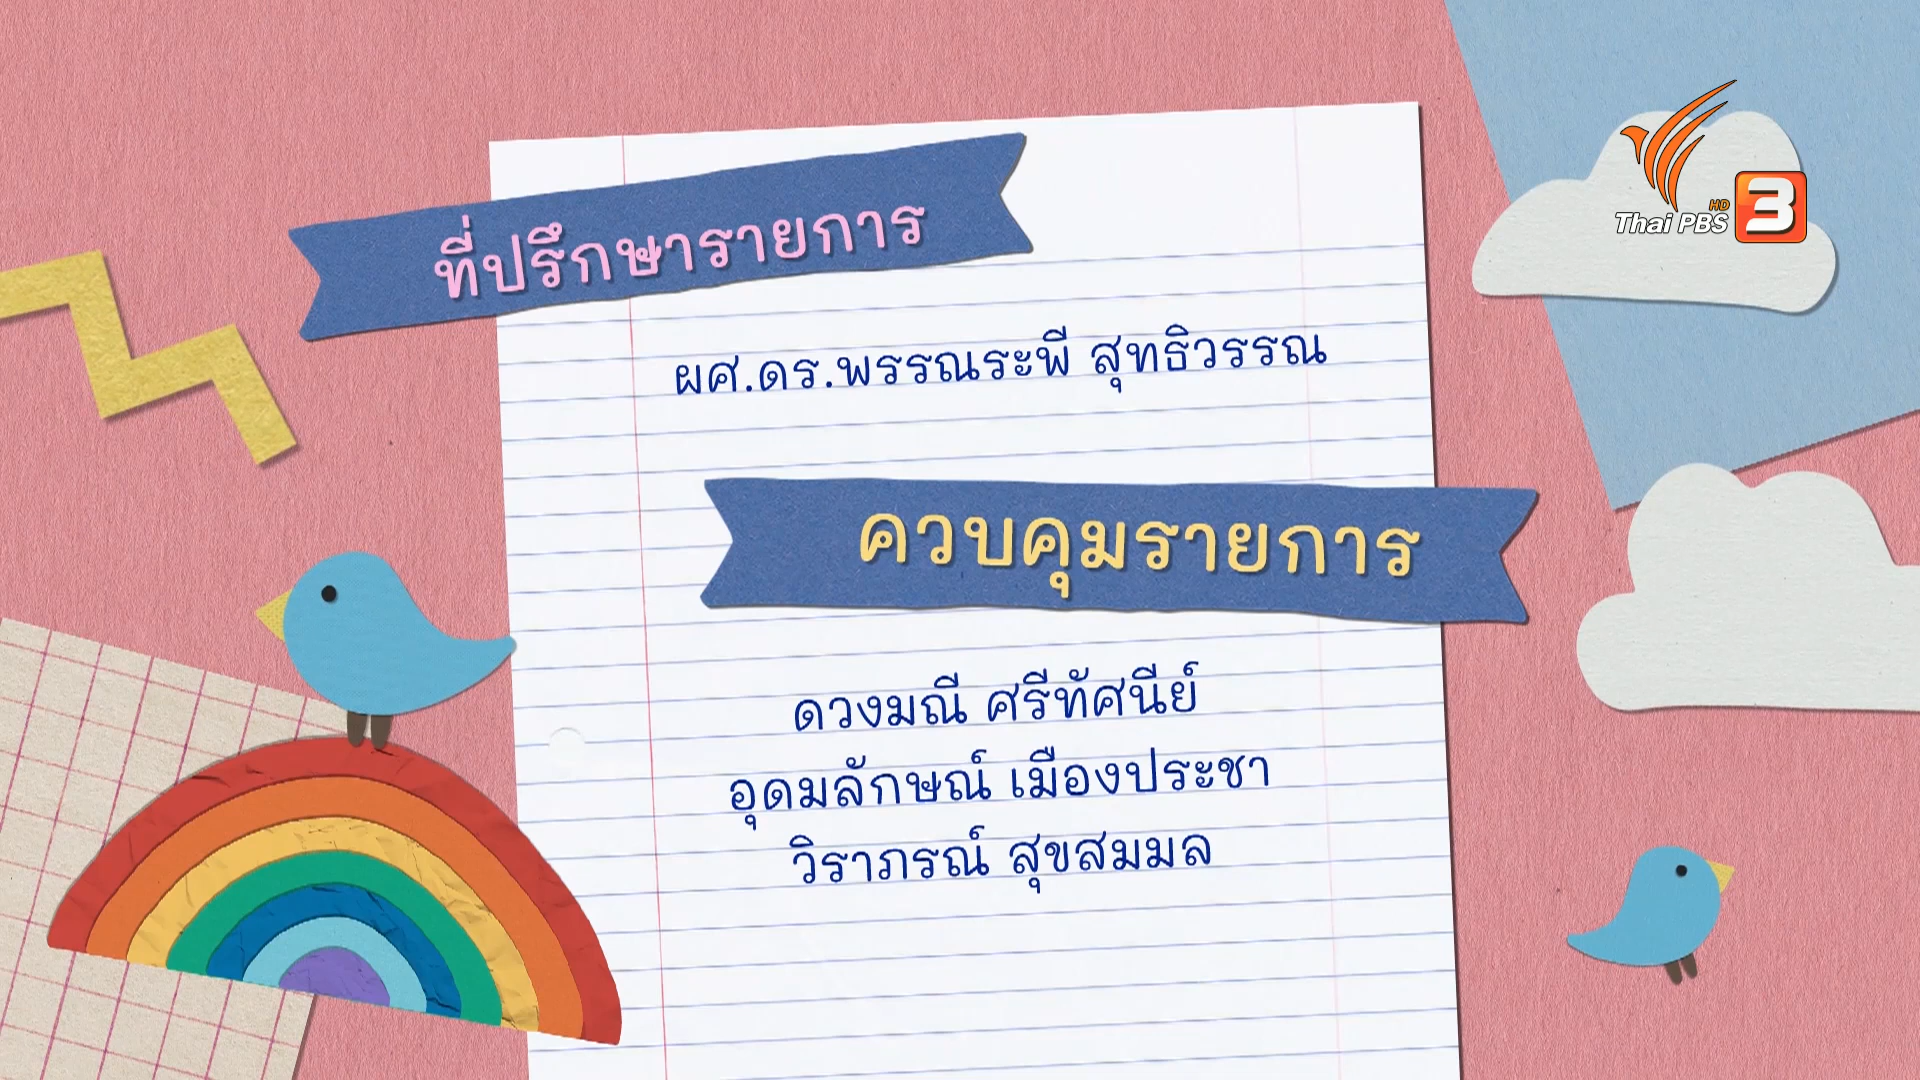 ที่ปรึกษารายการ
ผศ.ดร.พรรณระพี สุทธิวรรณ
ควบคุมรายการ
ดวงมณี ศรีทัศนีย์
อุดมลักษณ์ เมืองประชา
วิราภรณ์ สุขสมมล
Thai PBS HD 3